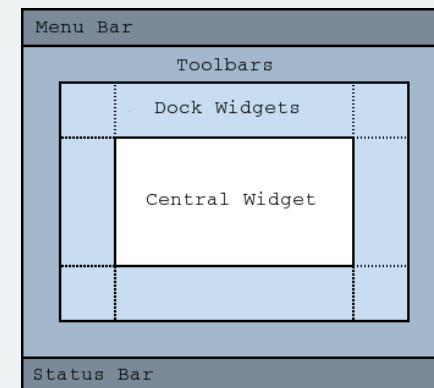 Menu Bar
Toolbars
Dock Widgets
Central Widget
Status Bar